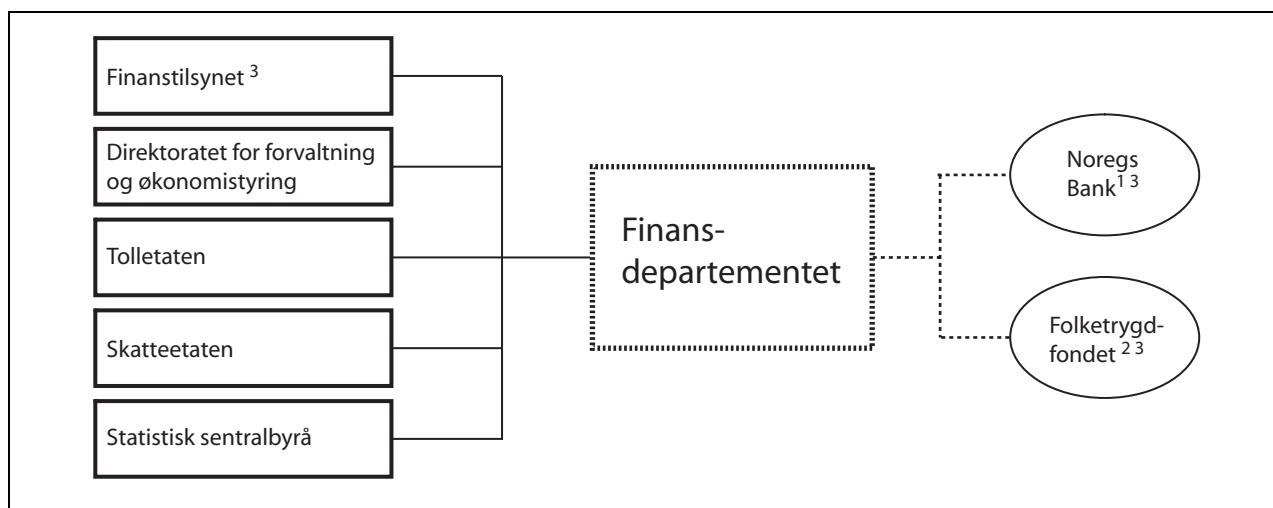 Finanstilsynet ³
Direktoratet for forvaltning
og økonomistyring
Tolletaten
Skatteetaten
Statistisk sentralbyrå
Finans-
departementet
Noregs
Bank¹ ³
Folketrygd-
fondet ² ³